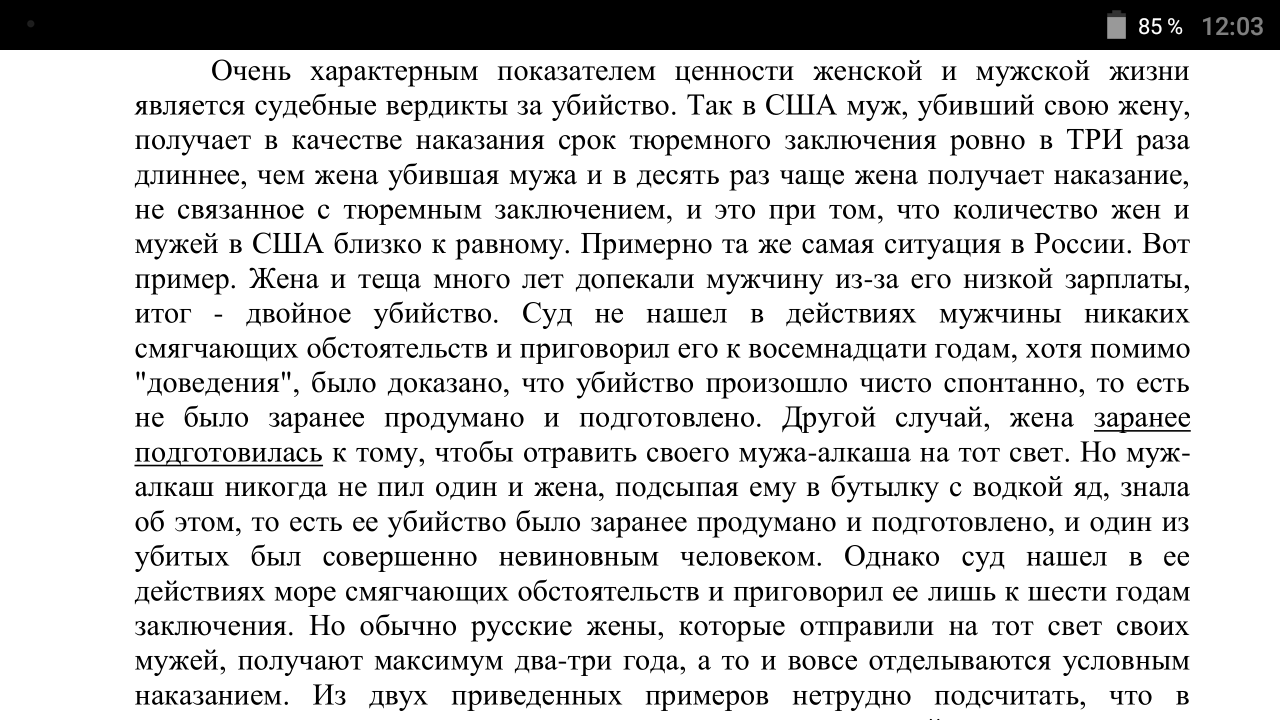 85 % 12:03
Очень характерным показателем ценности женской и мужской жизни
является судебные вердикты за убийство. Так в США муж, убивший свою жену,
получает в качестве наказания срок тюремного заключения ровно в ТРИ раза
длиннее, чем жена убившая мужа и в десять раз чаще жена получает наказание,
не связанное с тюремным заключением, и это при том, что количество жен и
мужей в США близко к равному. Примерно та же самая ситуация в России. Вот
пример. Жена и теща много лет допекали мужчину из-за его низкой зарплаты,
итог - двойное убийство. Суд не нашел в действиях мужчины никаких
смягчающих обстоятельств и приговорил его к восемнадцати годам, хотя помимо
"доведения", было доказано, что убийство произошло чисто спонтанно, то есть
не было заранее продумано и подготовлено. Другой случай, жена заранее
подготовилась к тому, чтобы отравить своего мужа-алкаша на тот свет. Но муж-
алкаш никогда не пил один и жена, подсыпая ему в бутылку с водкой яд, знала
об этом, то есть ее убийство было заранее продумано и подготовлено, и один из
убитых был совершенно невиновным человеком. Однако суд нашел в ее
действиях море смягчающих обстоятельств и приговорил ее лишь к шести годам
заключения. Но обычно русские жены, которые отправили на тот свет своих
мужей, получают максимум два-три года, а то и вовсе отделываются условным
наказанием. Из двух приведенных примеров нетрудно подсчитать, что в